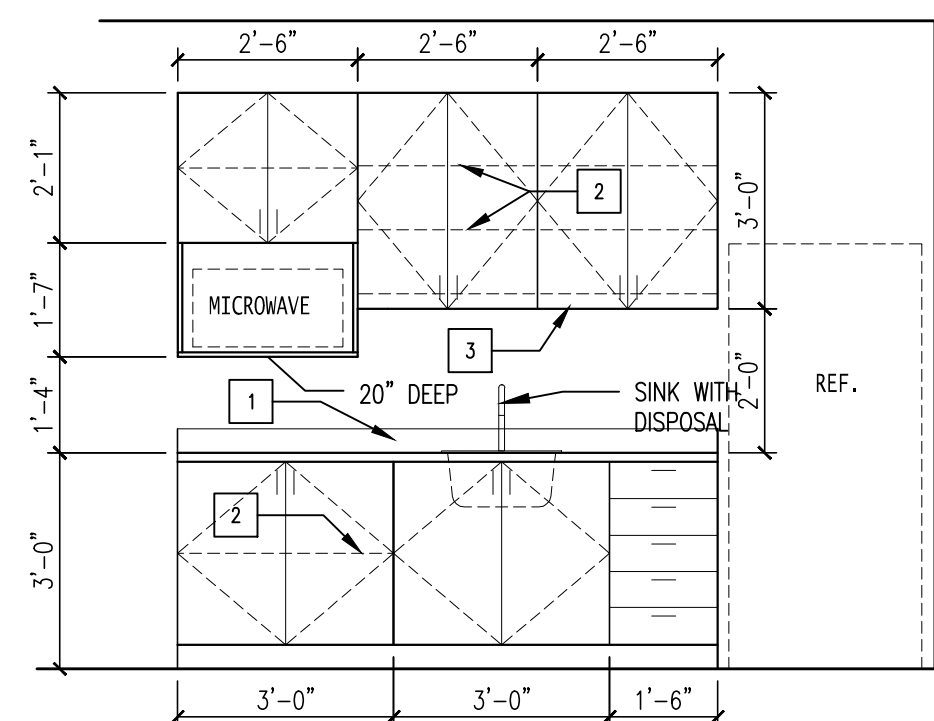 2'-6" 2'-6" 2'-6"
2'-1"
2
3'-0"
1'-7"
MICROWAVE
3
20" DEEP
1
1'-4"
SINK WITH
DISPOSAL
2'-0"
REF.
2
3'-0"
3'-0" 3'-0" 1'-6"